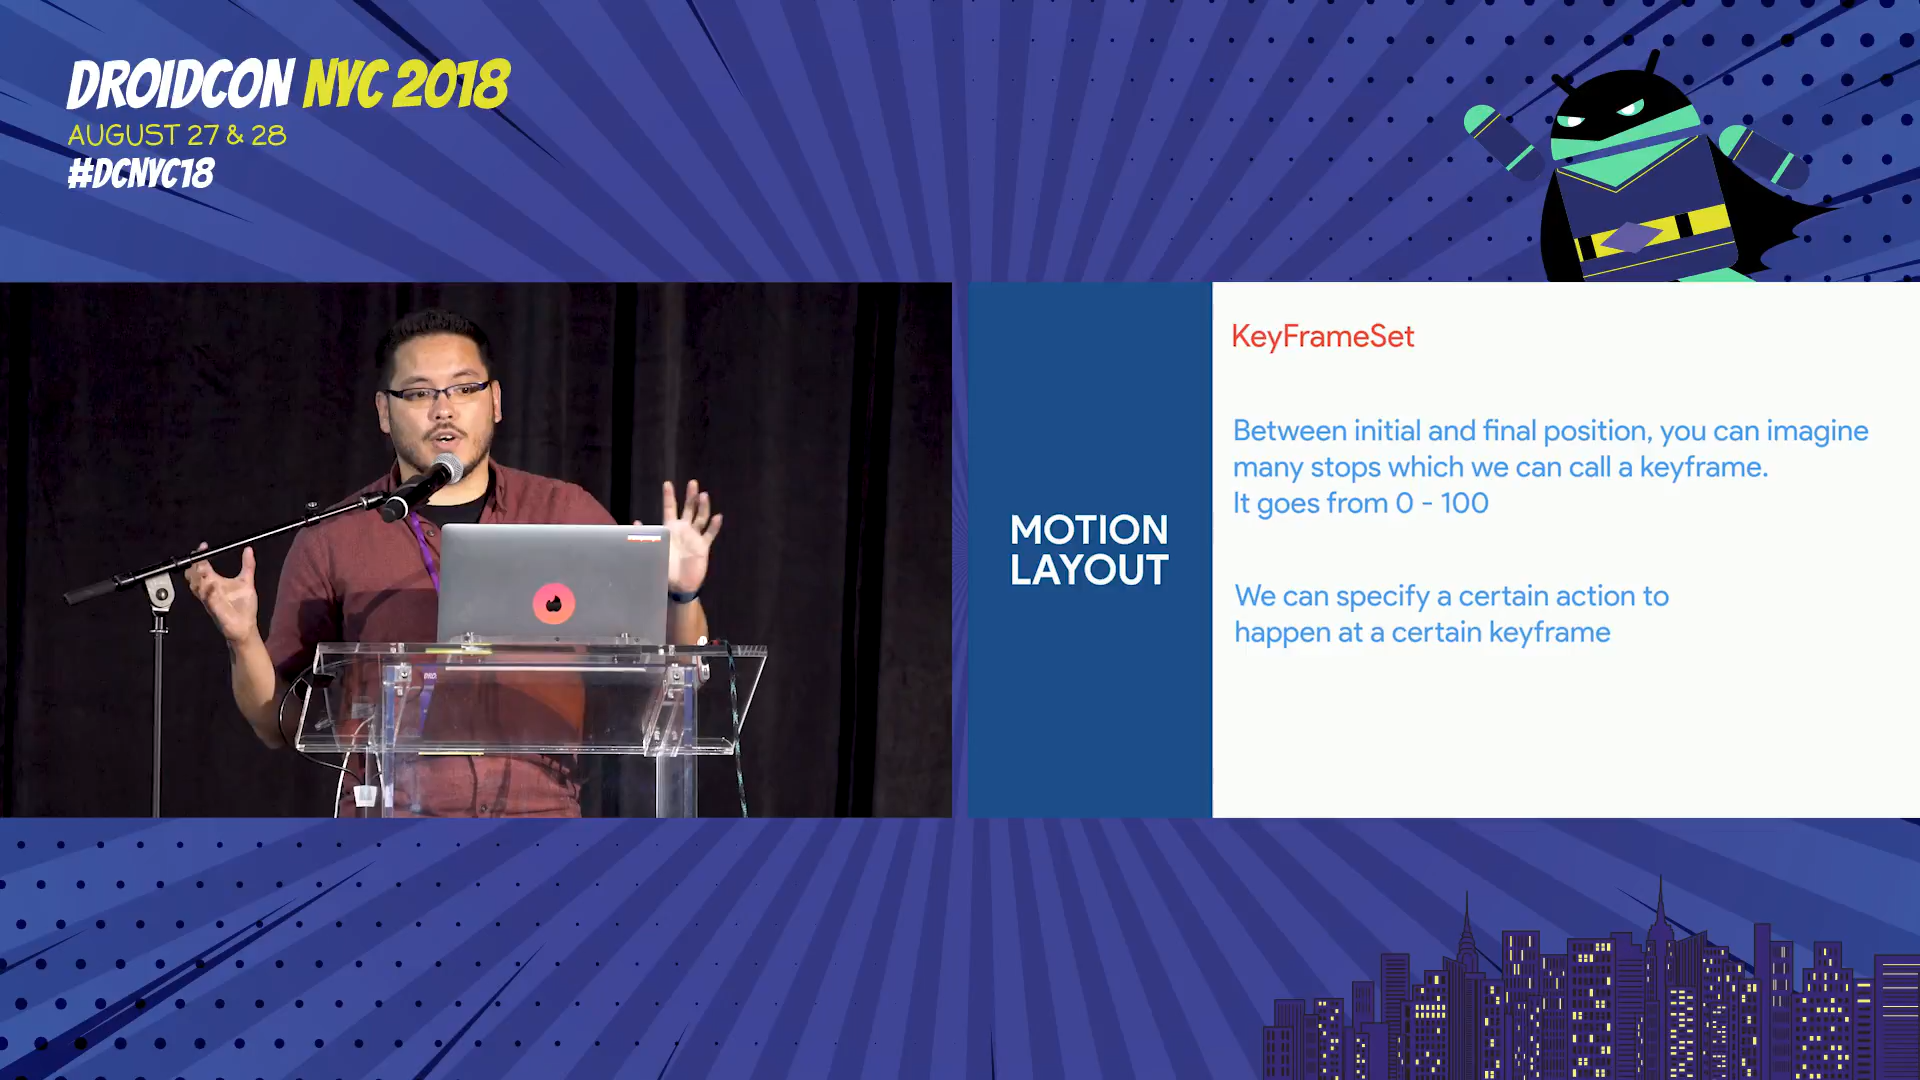 DROIDCON NYC 2018
AUGUST 27 & 28
#DCNYC18
MOTION
LAYOUT
KeyFrameSet
Between initial and final position, you can imagine
many stops which we can call a keyframe.
It goes from 0 - 100
We can specify a certain action to
happen at a certain keyframe